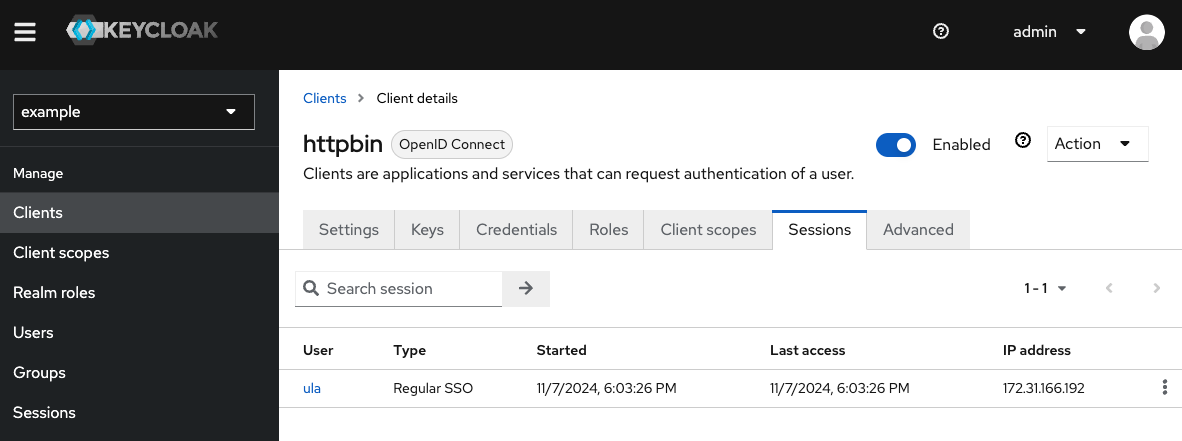 KEYCLOAK
admin
example
Manage
Clients
Client scopes
Realm roles
Users
Groups
Sessions
Clients > Client details
httpbin OpenID Connect
Enabled
Action
Clients are applications and services that can request authentication of a user.
Settings Keys Credentials Roles Client scopes Sessions Advanced
Search session
1 - 1
User Type Started Last access IP address
ula Regular SSO 11/7/2024, 6:03:26 PM 11/7/2024, 6:03:26 PM 172.31.166.192